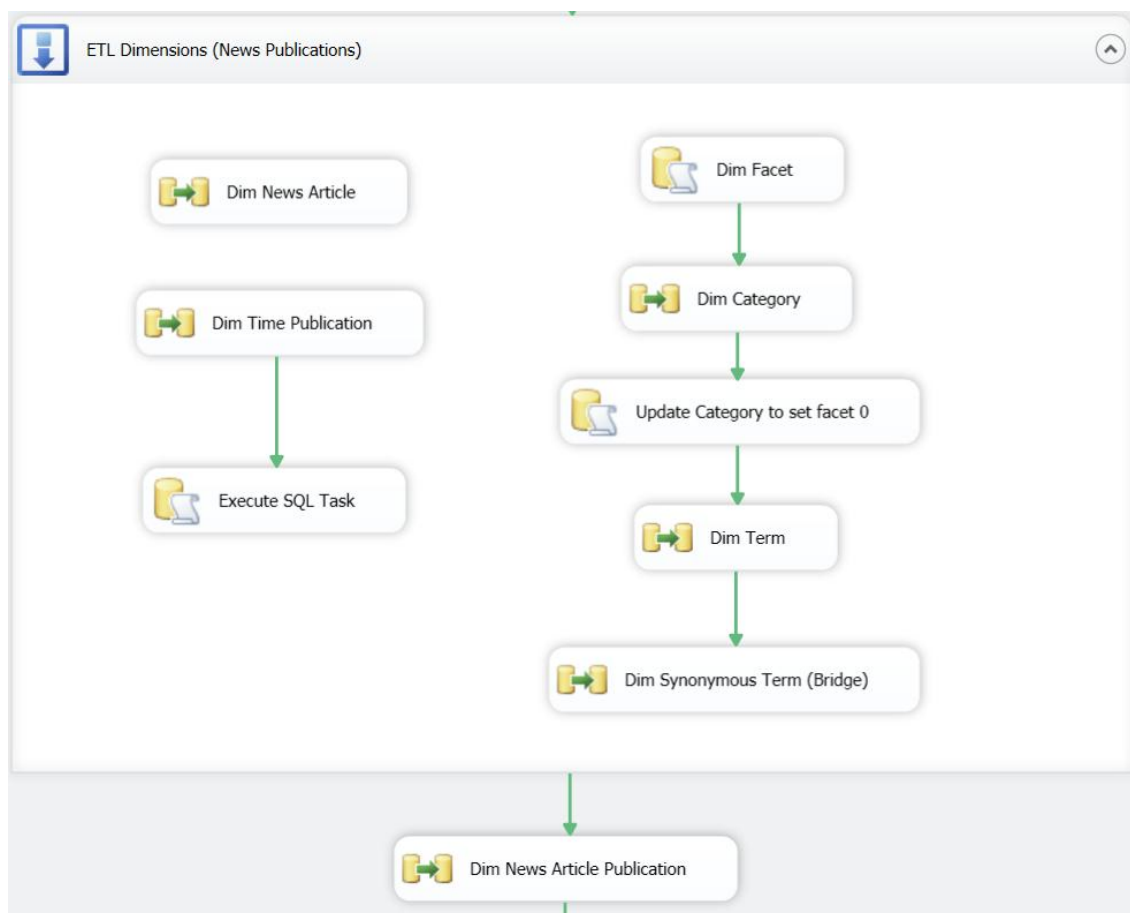 ETL Dimensions (News Publications)
Dim News Article
Dim Time Publication
Execute SQL Task
Dim Facet
Dim Category
Update Category to set facet 0
Dim Term
Dim Synonymous Term (Bridge)
Dim News Article Publication